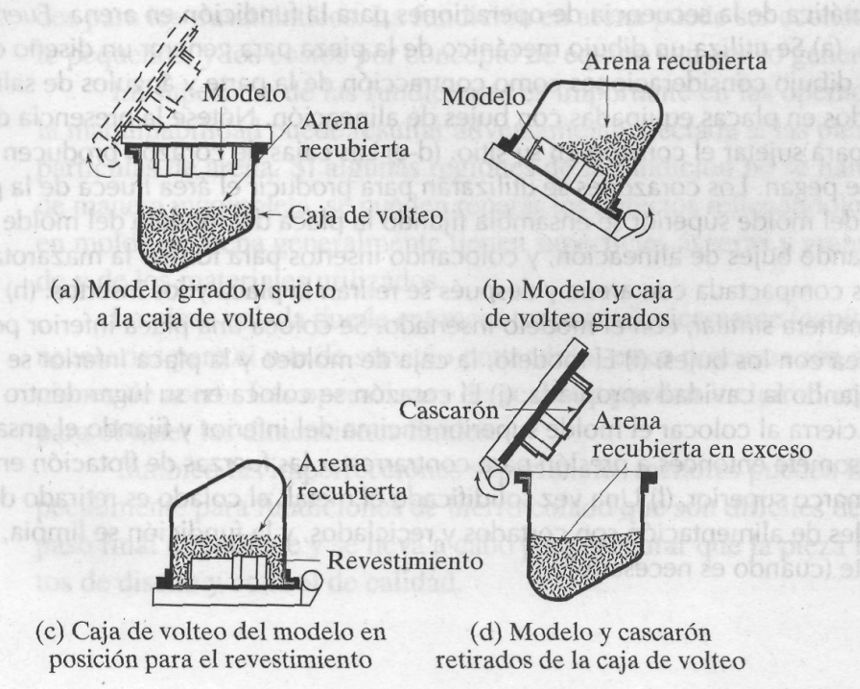 Modelo
Arena
recubierta
Caja de volteo
(a) Modelo girado y sujeto
a la caja de volteo
Arena recubierta
Modelo
(b) Modelo y caja
de volteo girados
Arena
recubierta
Revestimiento
(c) Caja de volteo del modelo en
posición para el revestimiento
Cascarón
Arena
recubierta en exceso
(d) Modelo y cascarón
retirados de la caja de volteo